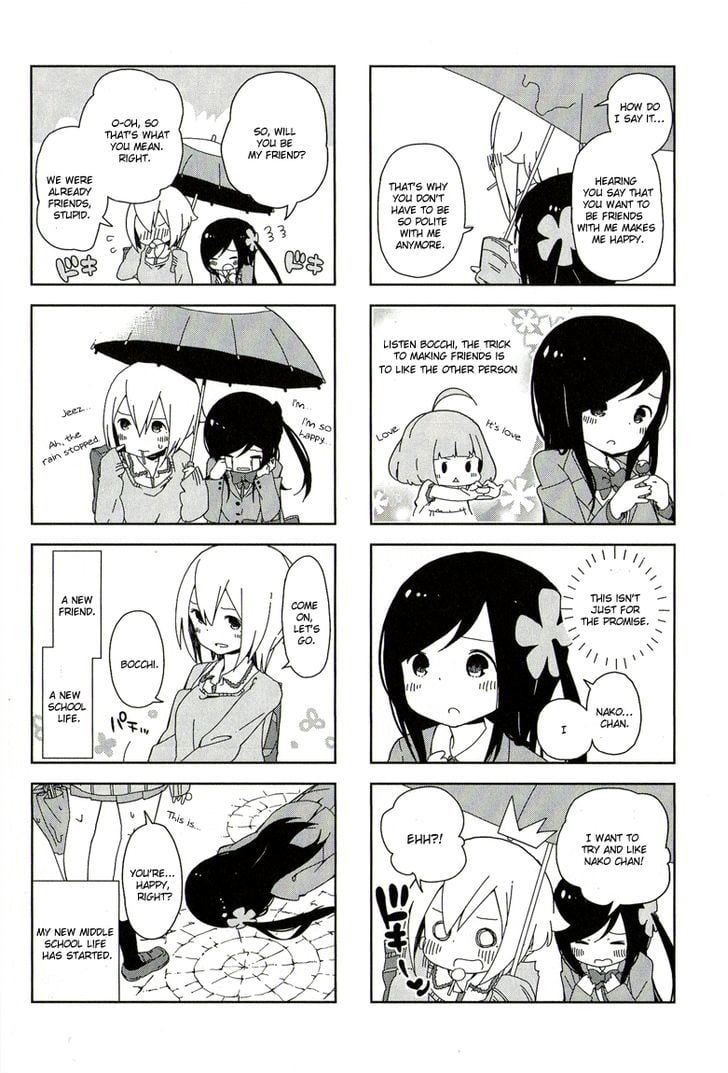 HOW DO
I SAY IT...
HEARING
YOU SAY THAT
YOU WANT TO
BE FRIENDS
WITH ME MAKES
ME HAPPY.
THAT'S WHY
YOU DON'T
HAVE TO
BE SO
POLITE
WITH ME
ANYMORE.
LISTEN BOCCHI, THE TRICK
TO MAKING FRIENDS IS
TO LIKE THE OTHER PERSON
It's love
Love
THIS ISN'T
JUST FOR
THE PROMISE.
NAKO...
CHAN.
I
I WANT TO
TRY AND LIKE
NAKO CHAN!
EHH?!
ドキッ
SO, WILL
YOU BE
MY FRIEND?
O-OH, SO
THAT'S WHAT
YOU MEAN.
RIGHT.
WE WERE
ALREADY
FRIENDS,
STUPID.
ドキ
ドキ
I'm...
I'm so
happy...
Jeez...
Ah, the
rain stopped.
COME
ON,
LET'S
GO.
BOCCHI.
パチッ
A NEW
FRIEND.
A NEW
SCHOOL
LIFE.
This is...
YOU'RE...
HAPPY,
RIGHT?
MY NEW MIDDLE
SCHOOL LIFE
HAS STARTED.